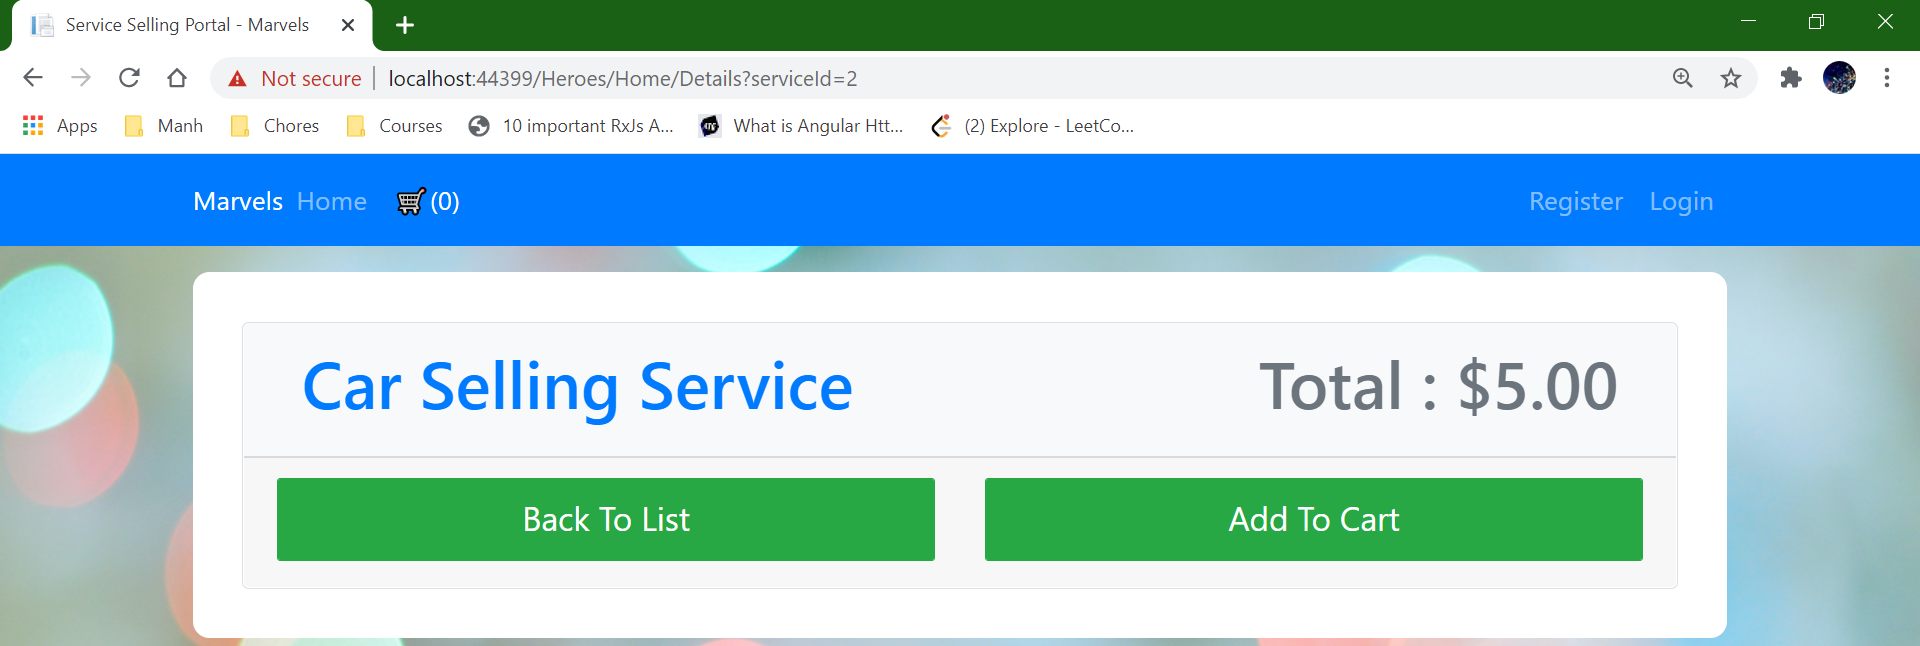 Service Selling Portal - Marvels
Not secure localhost:44399/Heroes/Home/Details?serviceId=2
Apps Manh Chores Courses 10 important RxJs A... What is Angular Htt... (2) Explore - LeetCo...
Marvels Home (0) Register Login
Car Selling Service Total : $5.00
Back To List Add To Cart